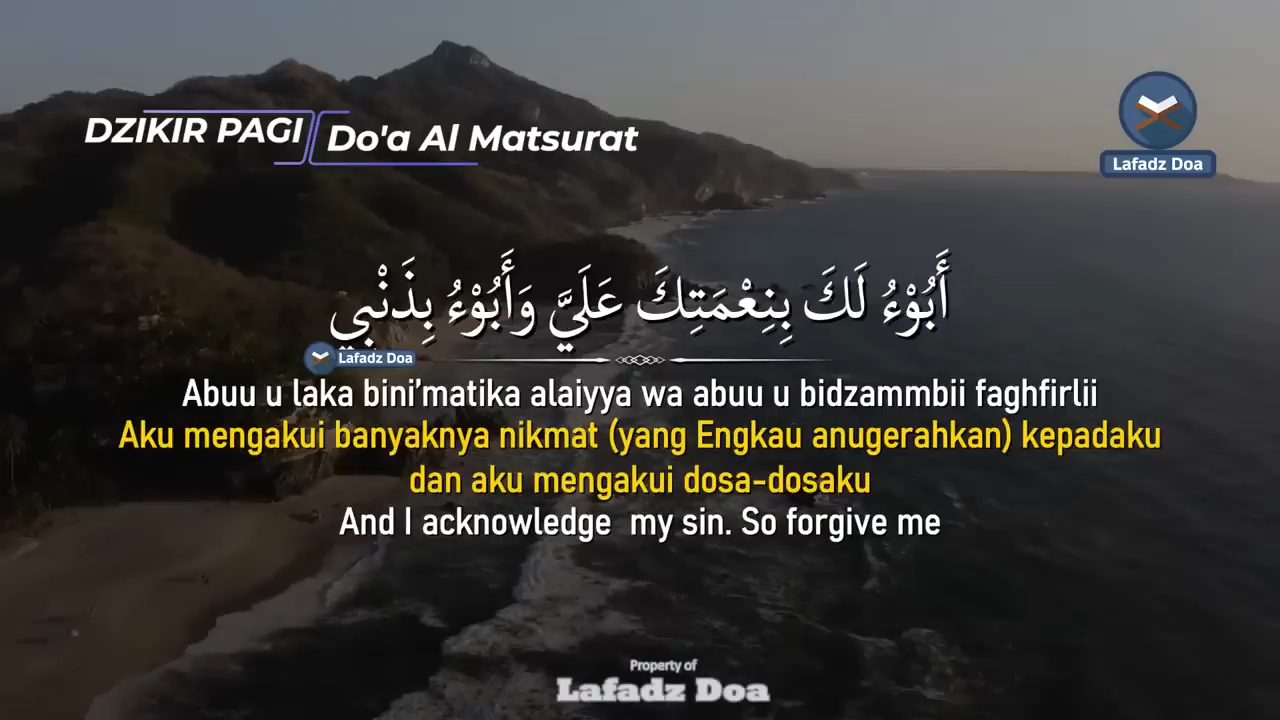 DZIKIR PAGI
Do'a Al Matsurat
Lafadz Doa
أَبُوْءُ لَكَ بِنِعْمَتِكَ عَلَيَّ وَأَبُوْءُ بِذَنْبِي
Lafadz Doa
Abuu u laka bini’matika alaiyya wa abuu u bidzammbii faghfirlii
Aku mengakui banyaknya nikmat (yang Engkau anugerahkan) kepadaku
dan aku mengakui dosa-dosaku
And I acknowledge  my sin. So forgive me
Property of
Lafadz Doa